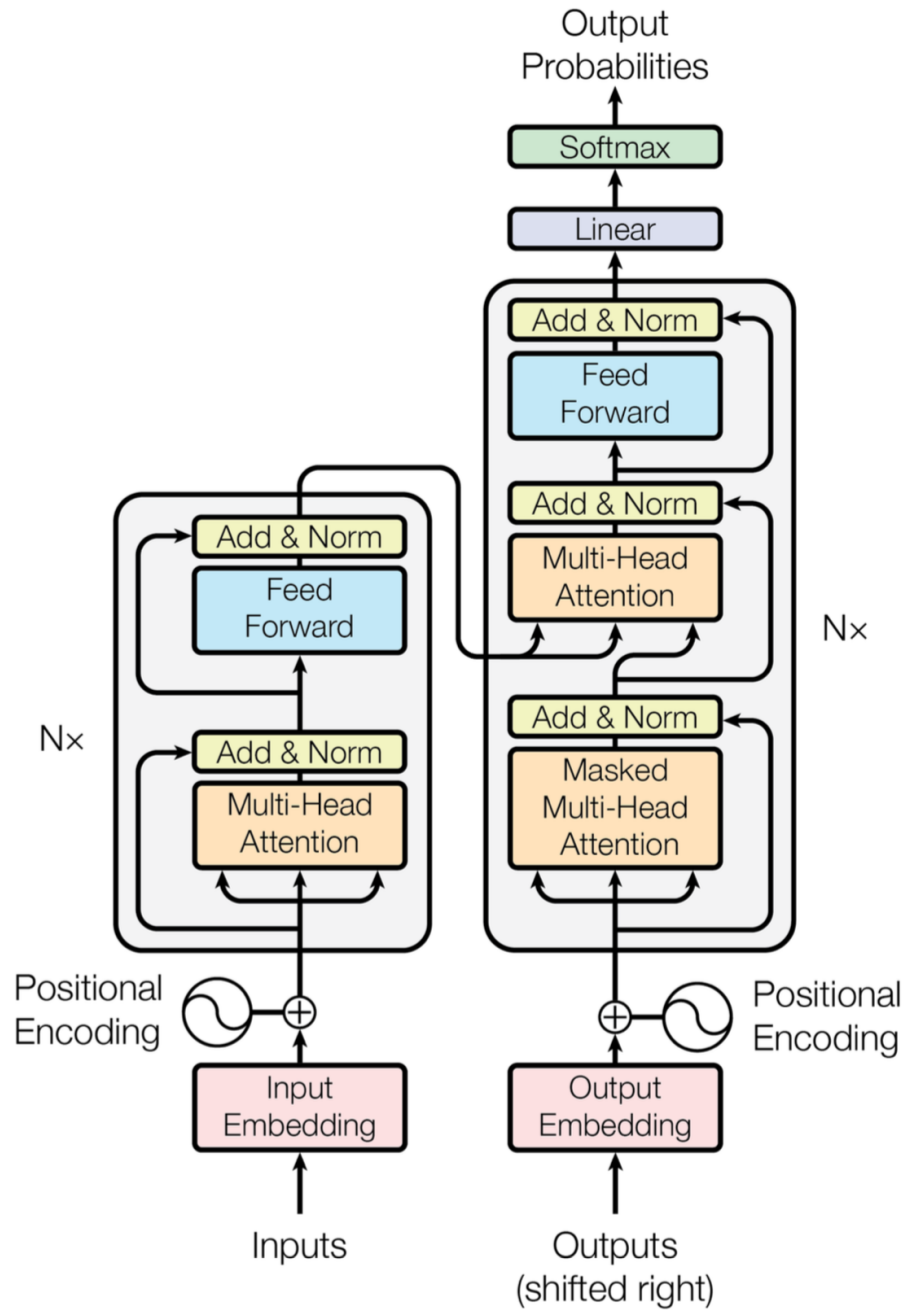 Output
Probabilities
Softmax
Linear
Add & Norm
Feed
Forward
Add & Norm
Multi-Head
Attention
Add & Norm
Masked
Multi-Head
Attention
N×
Add & Norm
Feed
Forward
Add & Norm
Multi-Head
Attention
N×
Positional
Encoding
+
+
Positional
Encoding
Input
Embedding
Output
Embedding
Inputs
Outputs
(shifted right)